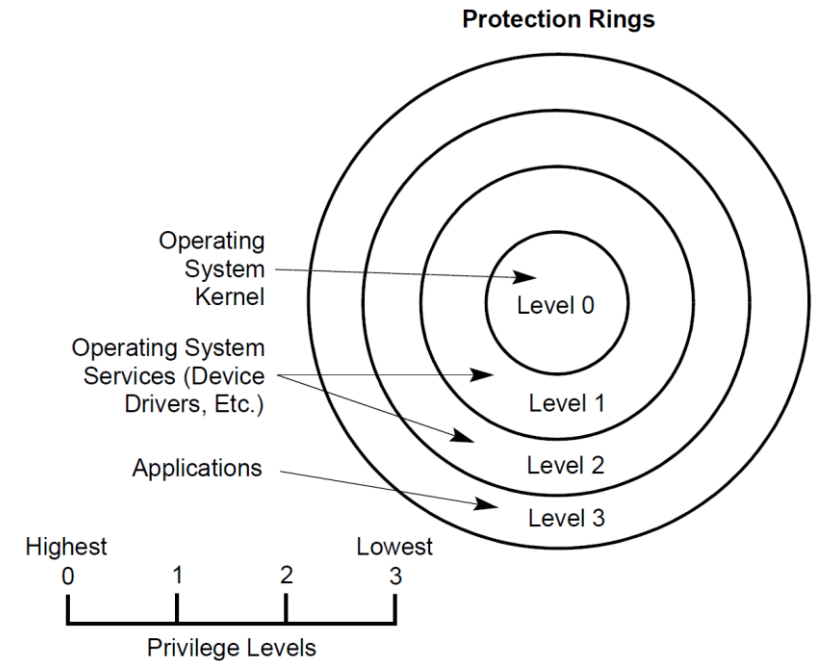 Protection Rings
Operating
System
Kernel
Level 0
Operating System
Services (Device
Drivers, Etc.)
Level 1
Level 2
Applications
Level 3
Highest Lowest
0 1 2 3
Privilege Levels